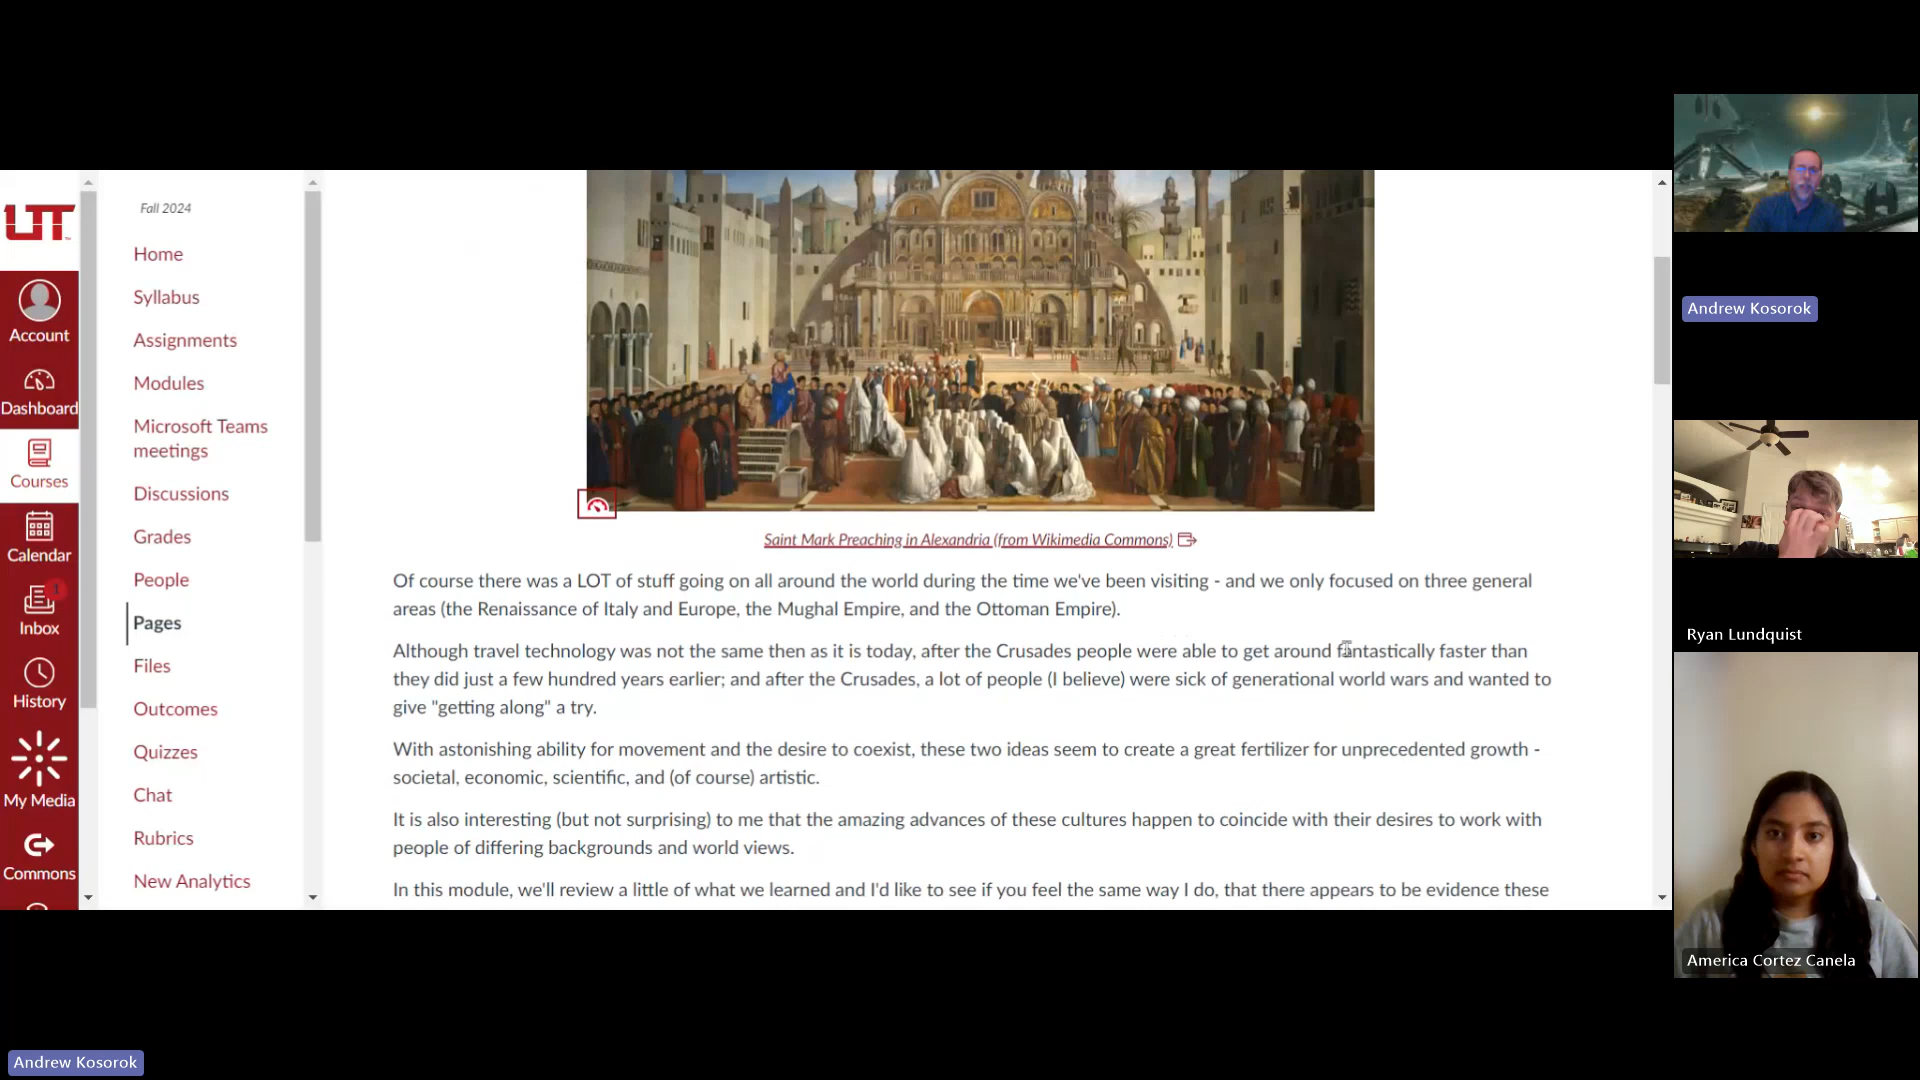 UT
Account
Dashboard
Courses
Calendar
1
Inbox
History
My Media
Commons
Fall 2024
Home
Syllabus
Assignments
Modules
Microsoft Teams
meetings
Discussions
Grades
People
Pages
Files
Outcomes
Quizzes
Chat
Rubrics
New Analytics
Saint Mark Preaching in Alexandria (from Wikimedia Commons)
Of course there was a LOT of stuff going on all around the world during the time we've been visiting - and we only focused on three general
areas (the Renaissance of Italy and Europe, the Mughal Empire, and the Ottoman Empire).
Although travel technology was not the same then as it is today, after the Crusades people were able to get around fantastically faster than
they did just a few hundred years earlier; and after the Crusades, a lot of people (I believe) were sick of generational world wars and wanted to
give "getting along" a try.
With astonishing ability for movement and the desire to coexist, these two ideas seem to create a great fertilizer for unprecedented growth -
societal, economic, scientific, and (of course) artistic.
It is also interesting (but not surprising) to me that the amazing advances of these cultures happen to coincide with their desires to work with
people of differing backgrounds and world views.
In this module, we'll review a little of what we learned and I'd like to see if you feel the same way I do, that there appears to be evidence these
Andrew Kosorok
Ryan Lundquist
America Cortez Canela
Andrew Kosorok